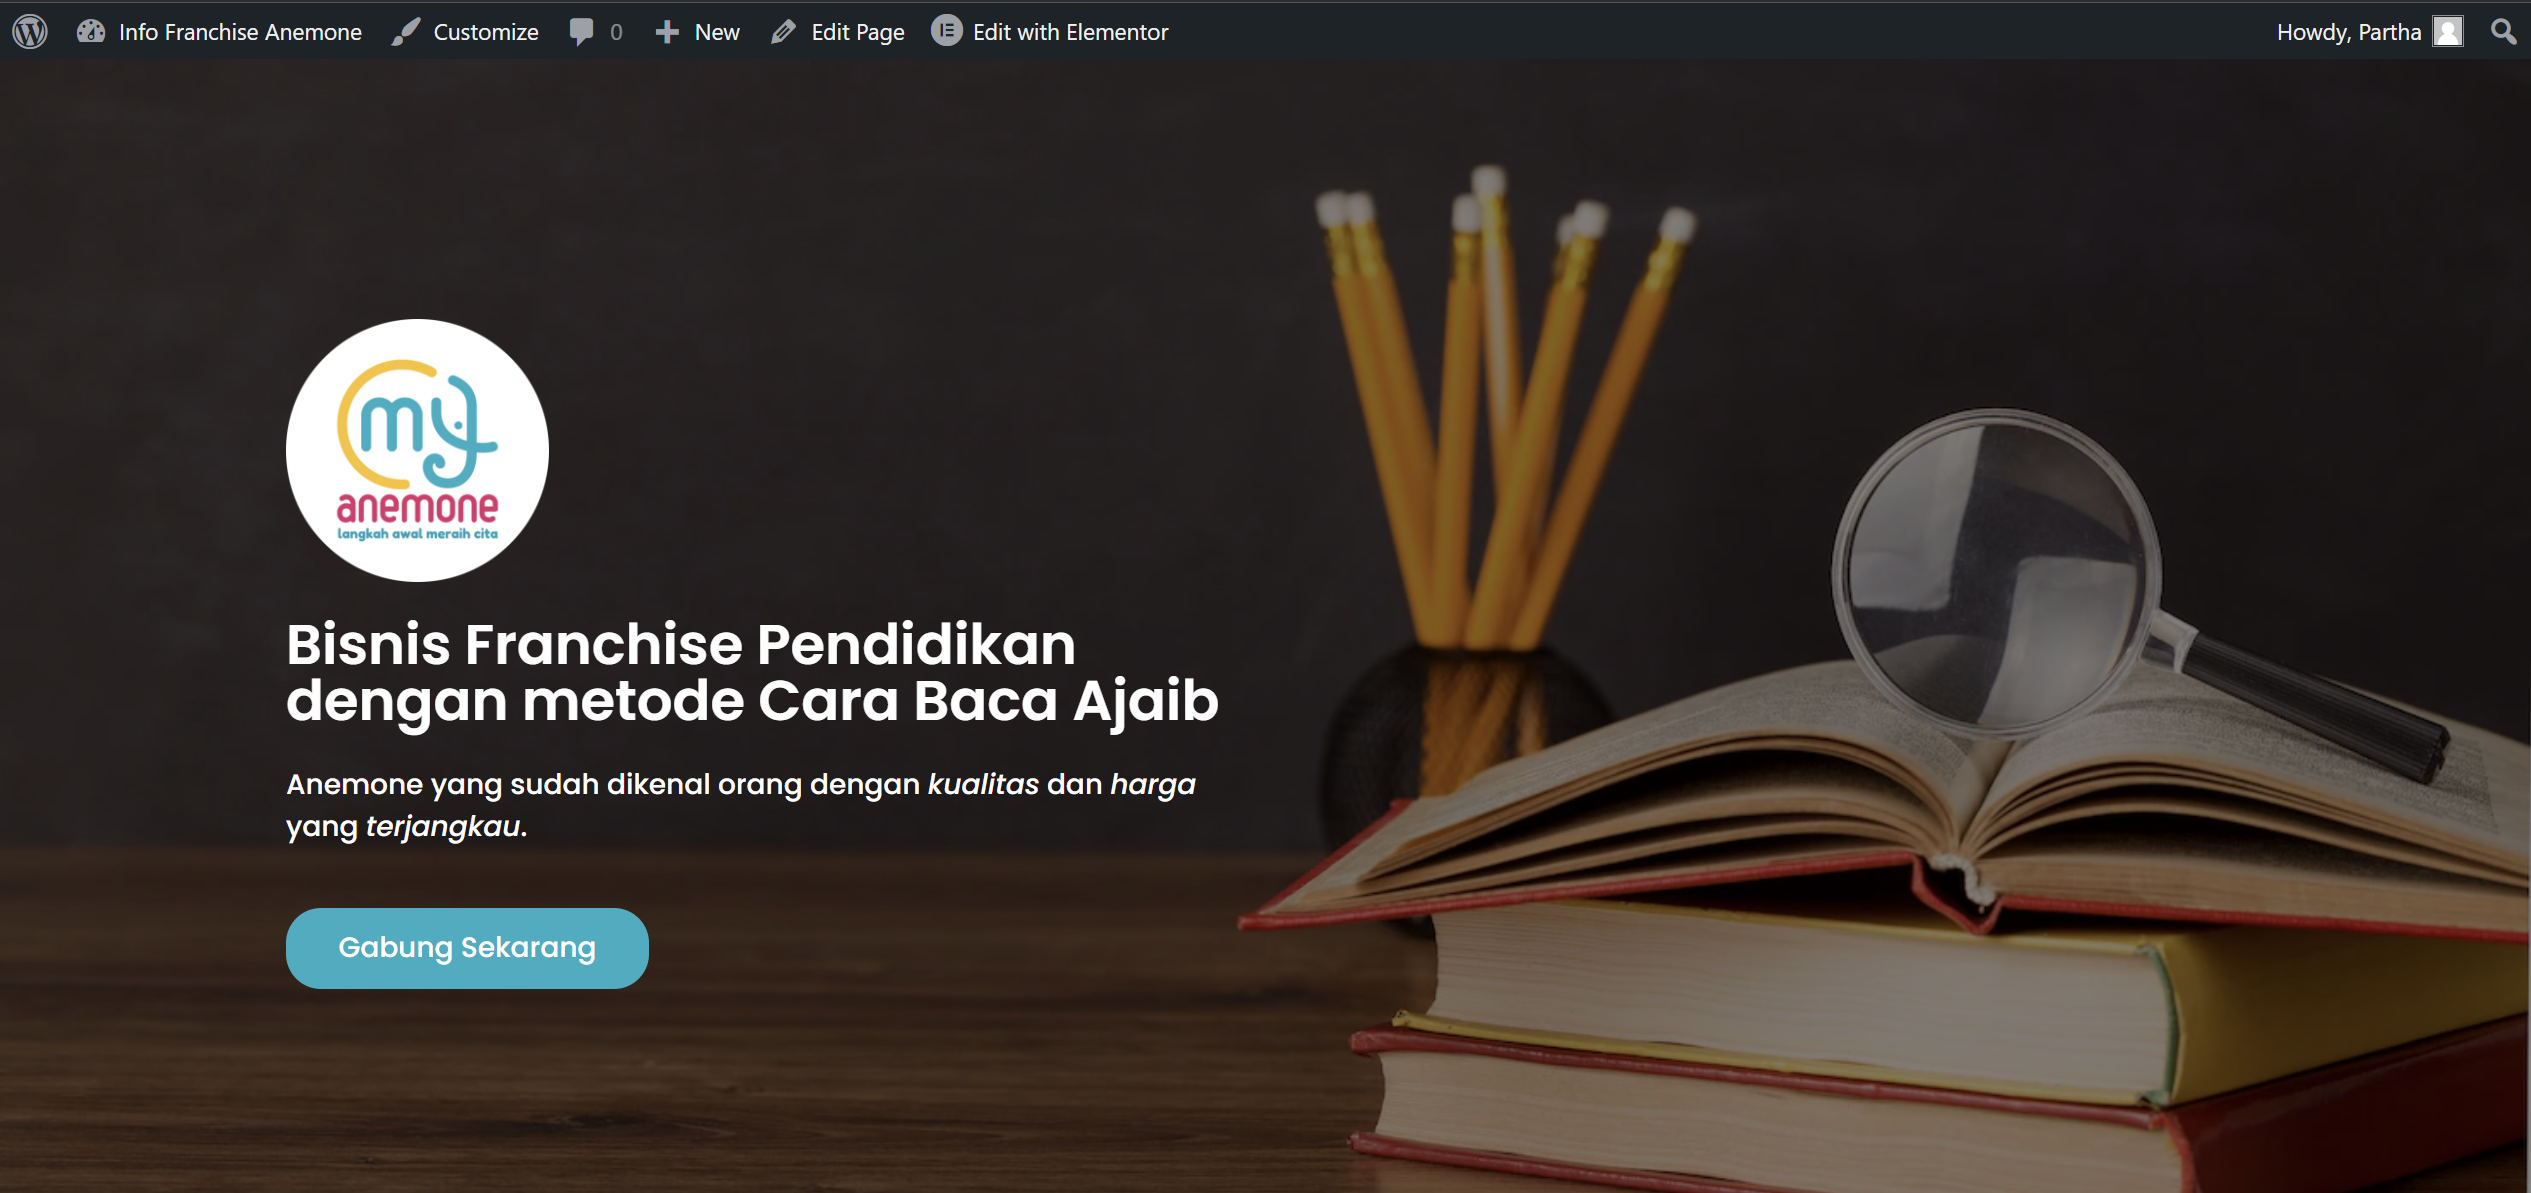 Info Franchise Anemone Customize 0 New Edit Page Edit with Elementor Howdy, Partha
my
anemone
langkah awal meraih cita
Bisnis Franchise Pendidikan
dengan metode Cara Baca Ajaib
Anemone yang sudah dikenal orang dengan kualitas dan harga
yang terjangkau.
Gabung Sekarang